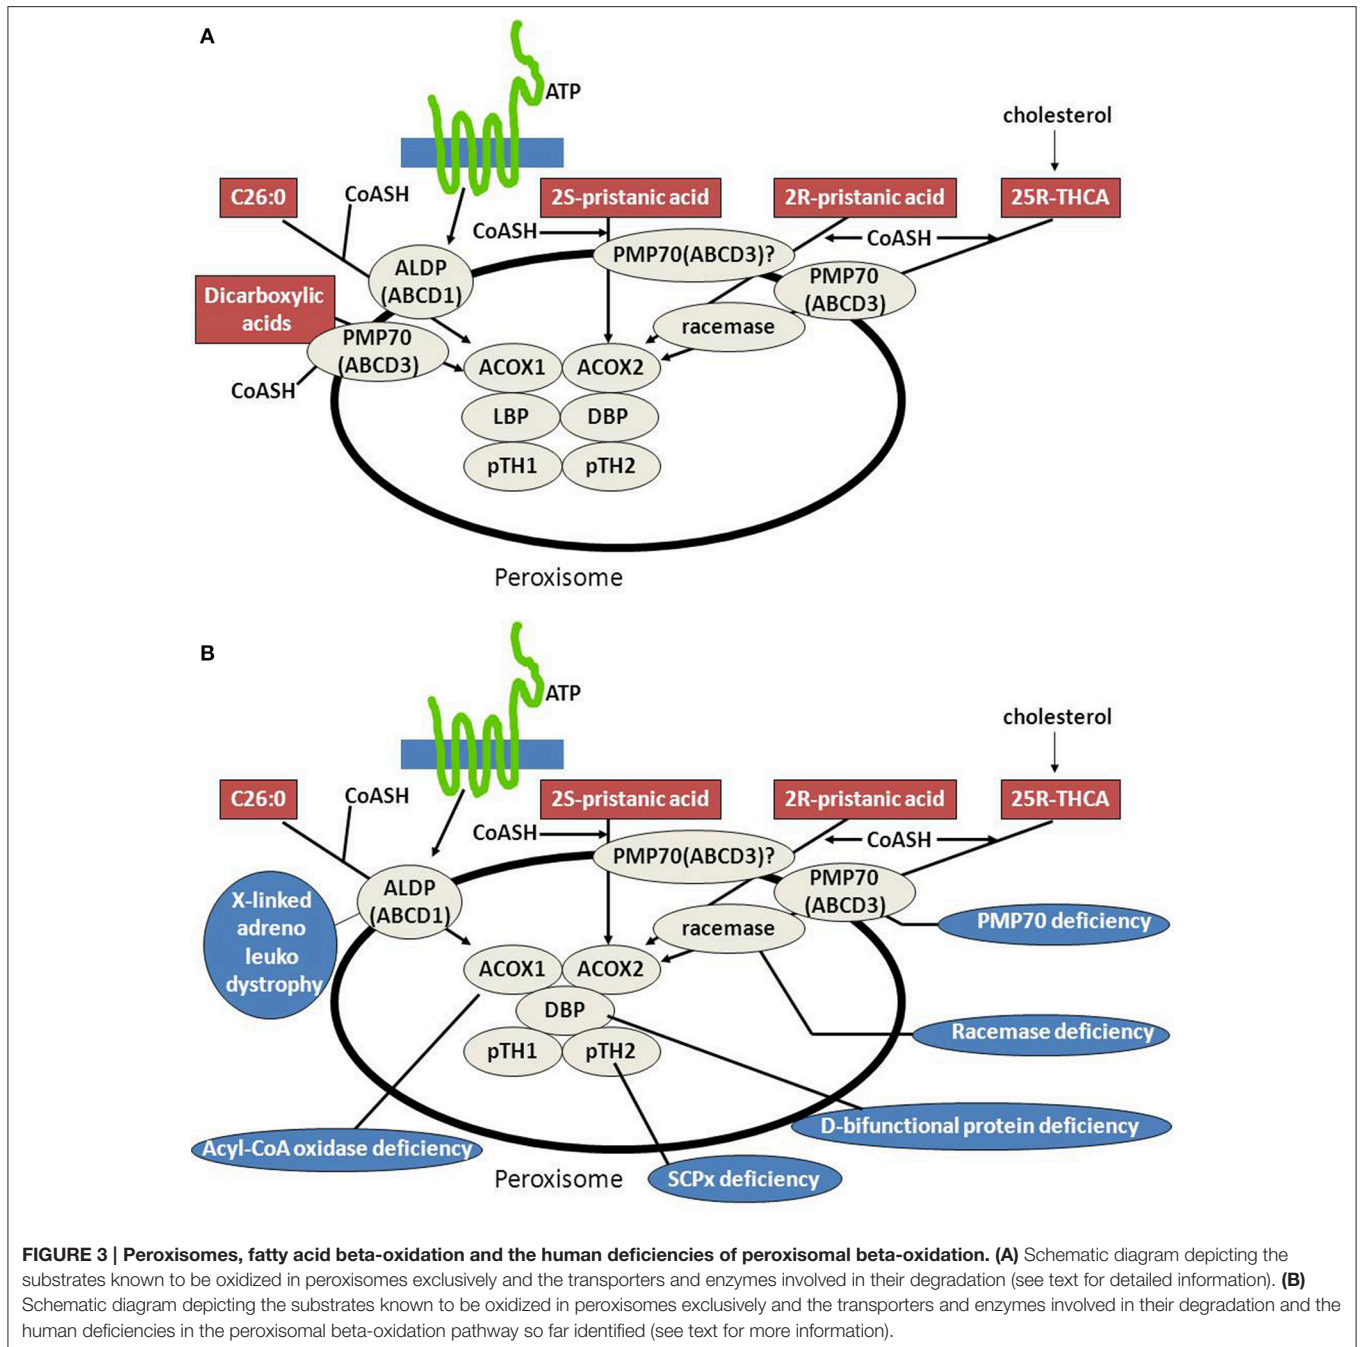 A
ATP
cholesterol
C26:0
CoASH
2S-pristanic acid
2R-pristanic acid
25R-THCA
CoASH
CoASH
ALDP
(ABCD1)
PMP70(ABCD3)?
PMP70
(ABCD3)
Dicarboxylic
acids
PMP70
(ABCD3)
racemase
CoASH
ACOX1
ACOX2
LBP
DBP
pTH1
pTH2
Peroxisome
B
ATP
cholesterol
C26:0
CoASH
2S-pristanic acid
2R-pristanic acid
25R-THCA
CoASH
CoASH
ALDP
(ABCD1)
PMP70(ABCD3)?
PMP70
(ABCD3)
X-linked
adreno
leuko
dystrophy
PMP70 deficiency
racemase
ACOX1
ACOX2
DBP
pTH1
pTH2
Racemase deficiency
D-bifunctional protein deficiency
Acyl-CoA oxidase deficiency
SCPx deficiency
Peroxisome
FIGURE 3 | Peroxisomes, fatty acid beta-oxidation and the human deficiencies of peroxisomal beta-oxidation. (A) Schematic diagram depicting the
substrates known to be oxidized in peroxisomes exclusively and the transporters and enzymes involved in their degradation (see text for detailed information). (B)
Schematic diagram depicting the substrates known to be oxidized in peroxisomes exclusively and the transporters and enzymes involved in their degradation and the
human deficiencies in the peroxisomal beta-oxidation pathway so far identified (see text for more information).